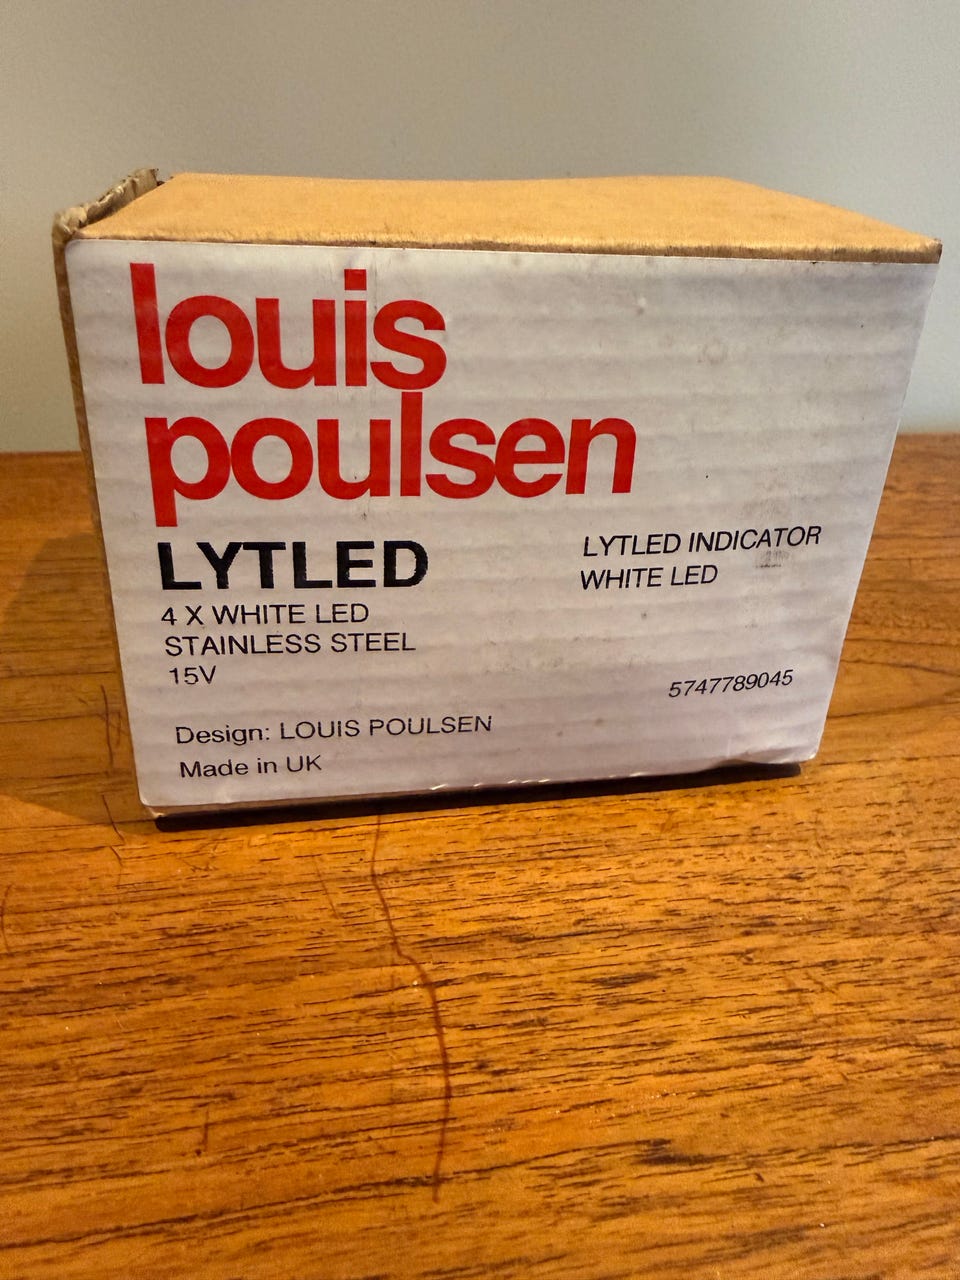 louis
poulsen
LYTLED
4 X WHITE LED
STAINLESS STEEL
15V
Design: LOUIS POULSEN
Made in UK
LYTLED INDICATOR
WHITE LED
5747789045